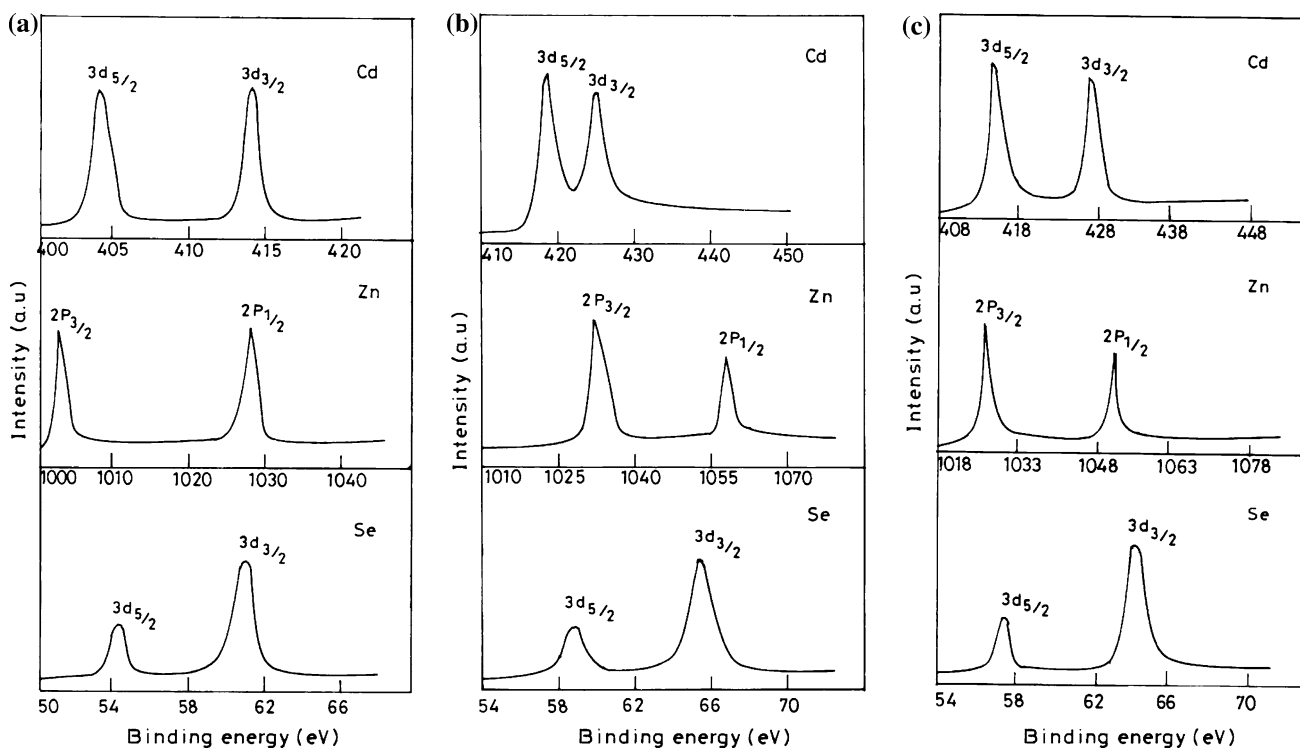 (a)
Intensity (a.u)
Cd
3d5/2
3d3/2
400 405 414 420
Zn
2P3/2
2P1/2
1000 1010 1020 1030 1040
Se
3d5/2
3d3/2
50 54 62 66
Binding energy (eV)
(b)
Intensity (a.u)
Cd
3d5/2
3d3/2
410 420 430 440 450
Zn
2P3/2
2P1/2
1010 1025 1040 1055 1070
Se
3d5/2
3d3/2
54 60 66 70
Binding energy (eV)
(c)
Intensity (a.u)
Cd
3d5/2
3d3/2
408 418 428 438 448
Zn
2P3/2
2P1/2
1018 1033 1048 1063 1078
Se
3d5/2
3d3/2
54 58 62 66 70
Binding energy (eV)